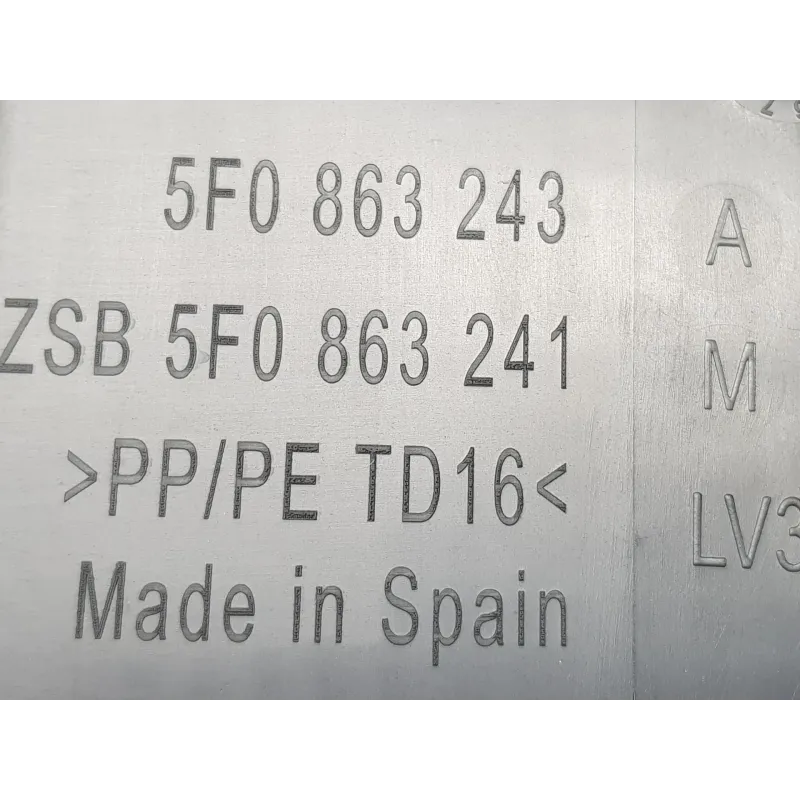 5F0 863 243
ZSB 5F0 863 241
>PP/PE TD16<
Made in Spain
A
M
LV3